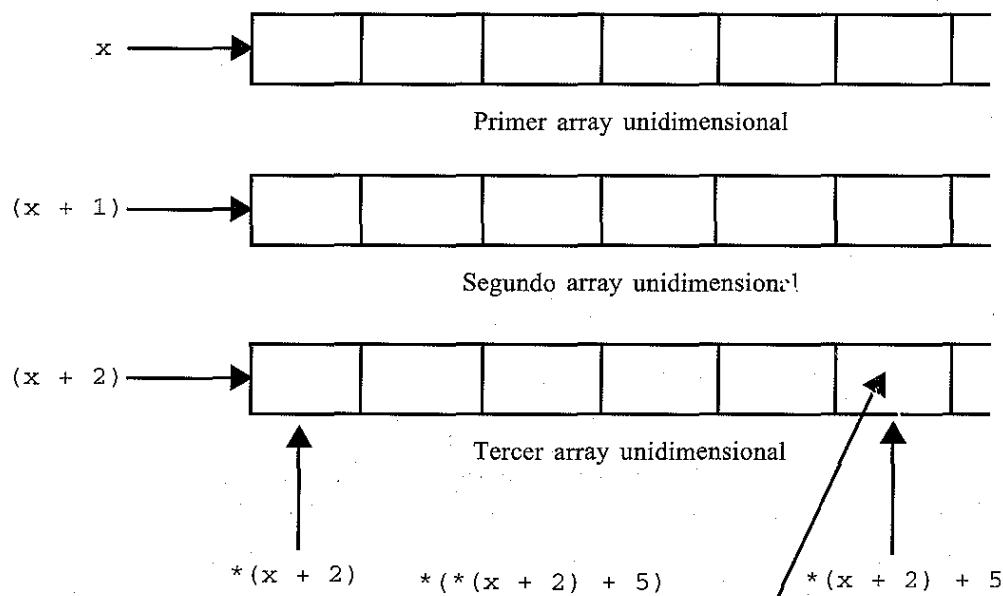 x
Primer array unidimensional
(x + 1)
Segundo array unidimensional
(x + 2)
Tercer array unidimensional
*(x + 2) *(*(x + 2) + 5) *(x + 2) + 5